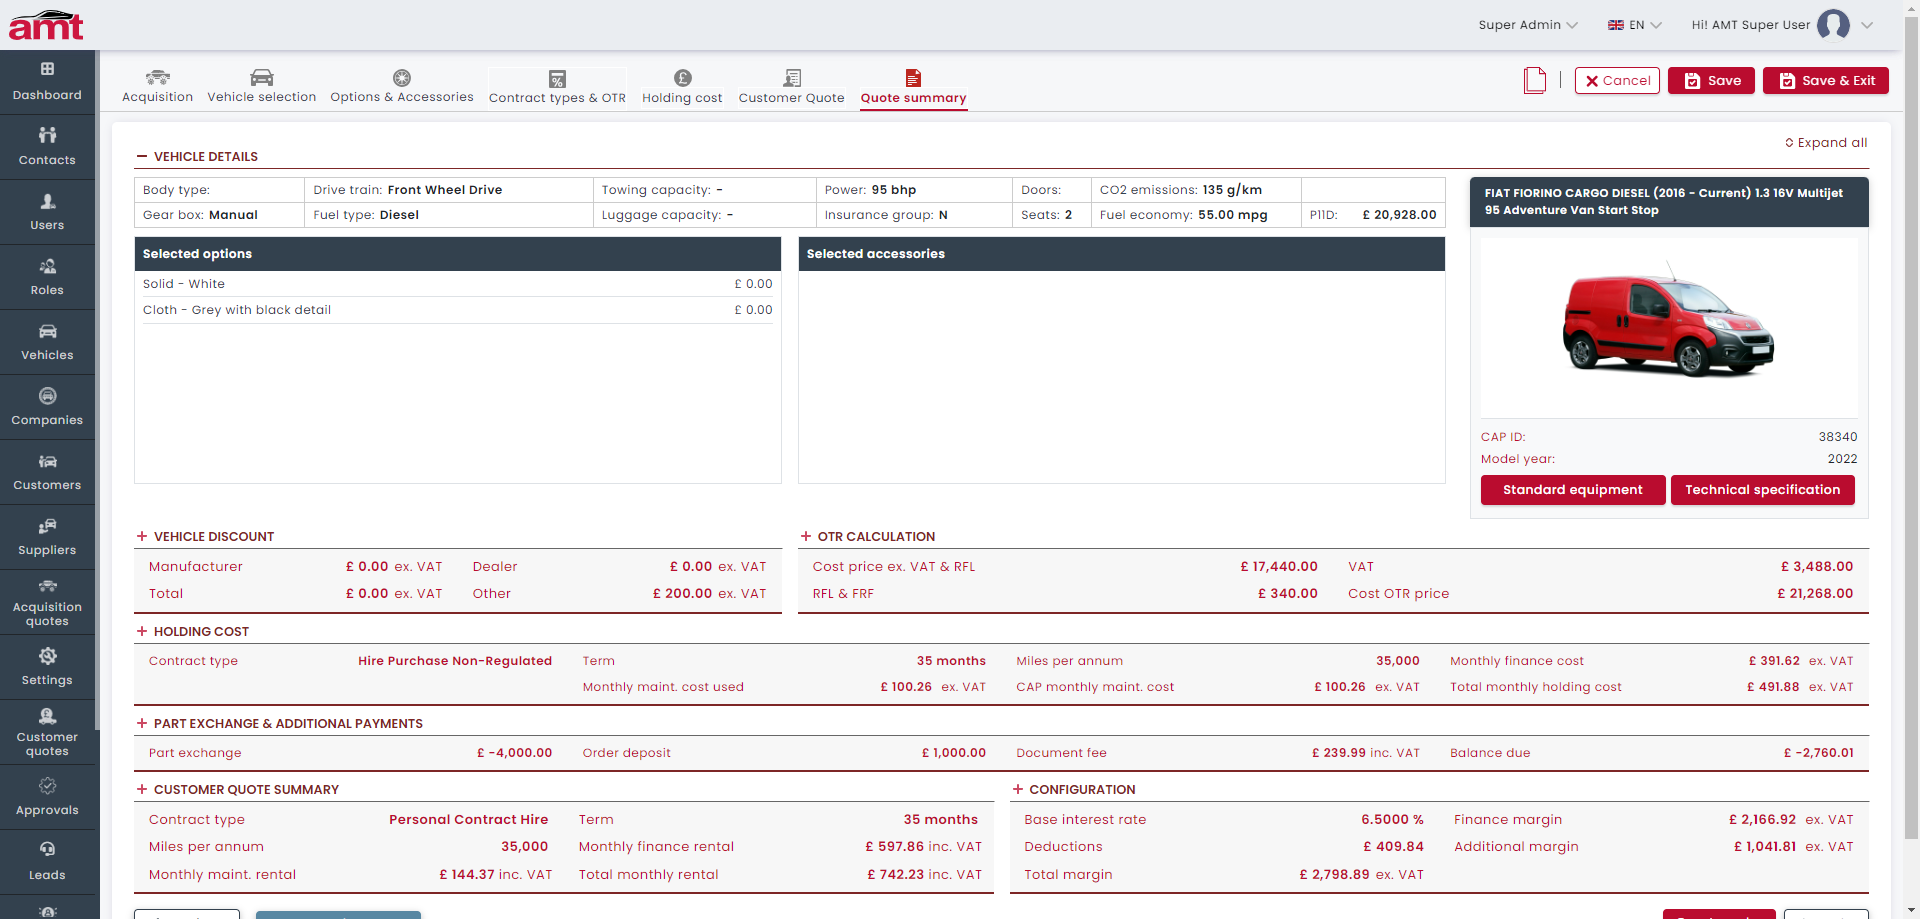 amt
Super Admin
EN
Hi! AMT Super User
Dashboard
Contacts
Users
Roles
Vehicles
Companies
Customers
Suppliers
Acquisition
quotes
Settings
Customer
quotes
Approvals
Leads
Acquisition
Vehicle selection
Options & Accessories
Contract types & OTR
Holding cost
Customer Quote
Quote summary
Cancel
Save
Save & Exit
Expand all
VEHICLE DETAILS
Body type:
Drive train: Front Wheel Drive
Towing capacity: -
Power: 95 bhp
Doors:
CO2 emissions: 135 g/km
Gear box: Manual
Fuel type: Diesel
Luggage capacity: -
Insurance group: N
Seats: 2
Fuel economy: 55.00 mpg
P11D: £ 20,928.00
Selected options
Solid - White £ 0.00
Cloth - Grey with black detail £ 0.00
Selected accessories
FIAT FIORINO CARGO DIESEL (2016 - Current) 1.3 16V Multijet
95 Adventure Van Start Stop
CAP ID: 38340
Model year: 2022
Standard equipment
Technical specification
VEHICLE DISCOUNT
Manufacturer £ 0.00 ex. VAT Dealer £ 0.00 ex. VAT
Total £ 0.00 ex. VAT Other £ 200.00 ex. VAT
OTR CALCULATION
Cost price ex. VAT & RFL £ 17,440.00 VAT £ 3,488.00
RFL & FRF £ 340.00 Cost OTR price £ 21,268.00
HOLDING COST
Contract type Hire Purchase Non-Regulated Term 35 months Miles per annum 35,000 Monthly finance cost £ 391.62 ex. VAT
Monthly maint. cost used £ 100.26 ex. VAT CAP monthly maint. cost £ 100.26 ex. VAT Total monthly holding cost £ 491.88 ex. VAT
PART EXCHANGE & ADDITIONAL PAYMENTS
Part exchange £ -4,000.00 Order deposit £ 1,000.00 Document fee £ 239.99 inc. VAT Balance due £ -2,760.01
CUSTOMER QUOTE SUMMARY
Contract type Personal Contract Hire Term 35 months
Miles per annum 35,000 Monthly finance rental £ 597.86 inc. VAT
Monthly maint. rental £ 144.37 inc. VAT Total monthly rental £ 742.23 inc. VAT
CONFIGURATION
Base interest rate 6.5000 % Finance margin £ 2,166.92 ex. VAT
Deductions £ 409.84 Additional margin £ 1,041.81 ex. VAT
Total margin £ 2,798.89 ex. VAT